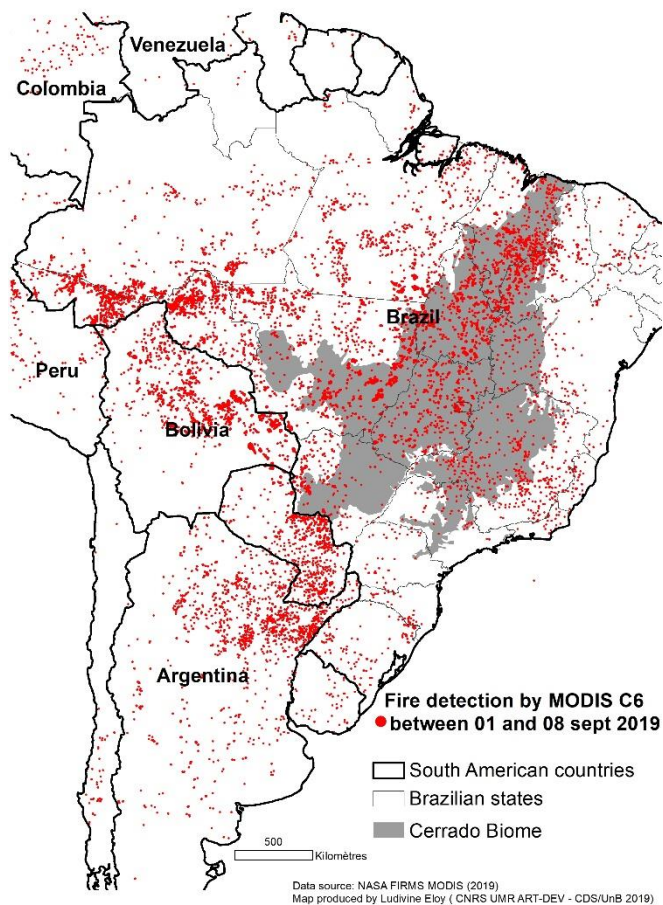 Venezuela
Colombia
Brazil
Peru
Bolivia
Argentina
Fire detection by MODIS C6
between 01 and 08 sept 2019
South American countries
Brazilian states
Cerrado Biome
500
Kilomètres
Data source: NASA FIRMS MODIS (2019)
Map produced by Ludivine Eloy ( CNRS UMR ART-DEV - CDS/UnB 2019)